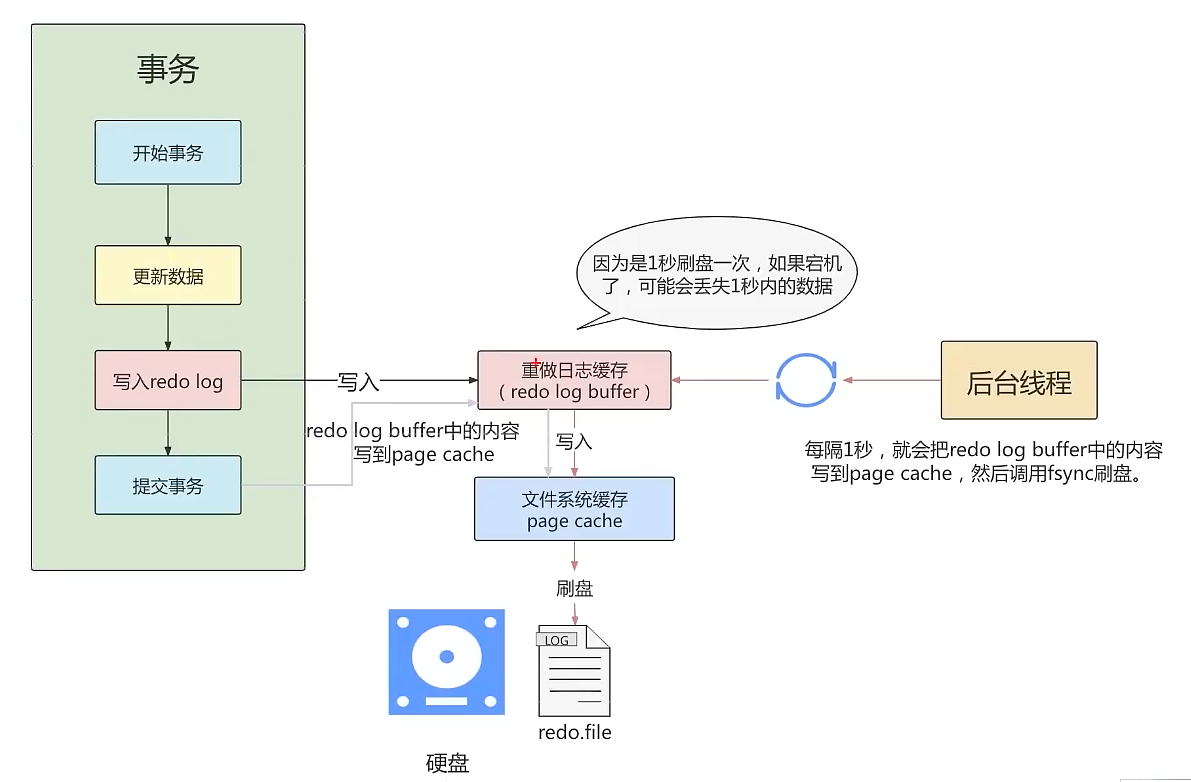 事务
开始事务
更新数据
写入redo log
提交事务
写入
redo log buffer中的内容
写到page cache
因为是1秒刷盘一次，如果宕机
了，可能会丢失1秒内的数据
重做日志缓存
（redo log buffer）
写入
文件系统缓存
page cache
刷盘
LOG
redo.file
硬盘
后台线程
每隔1秒，就会把redo log buffer中的内容
写到page cache，然后调用fsync刷盘。